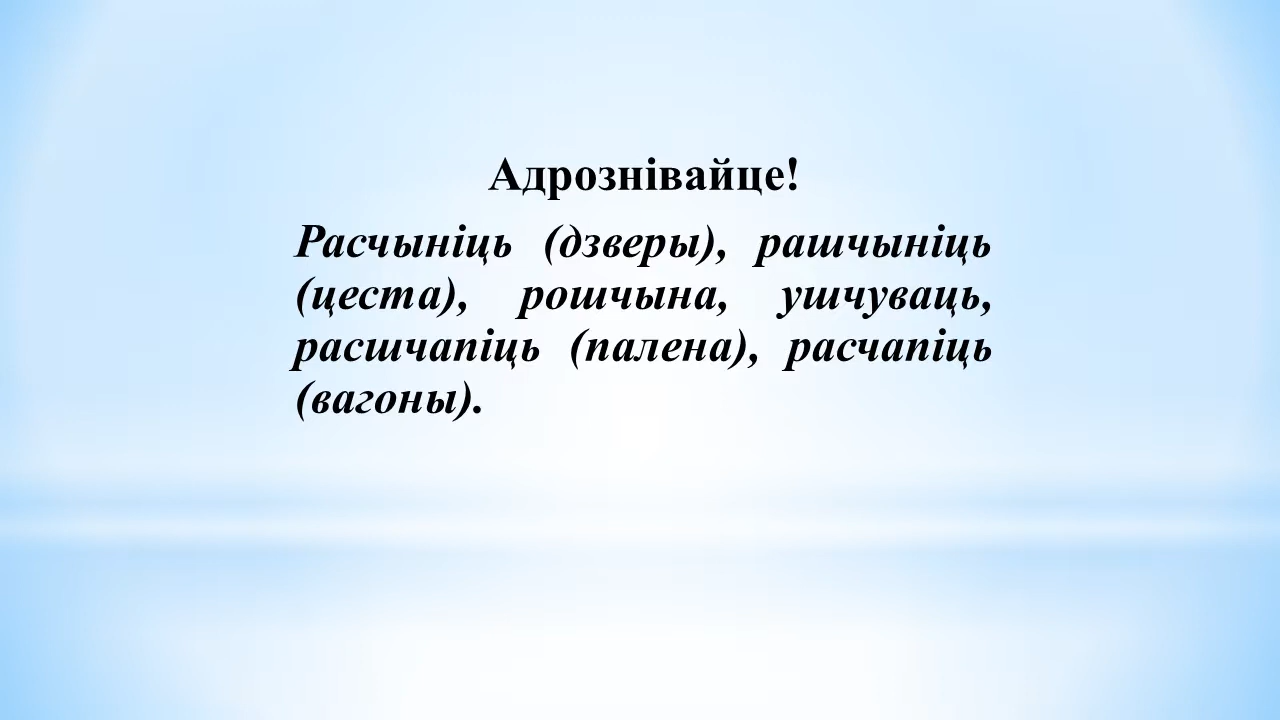 Адрознівайце!
Расчыніць (дзверы), рашчыніць
(цеста), рошчына, ушчуваць,
расшчапіць (палена), расчапіць
(вагоны).